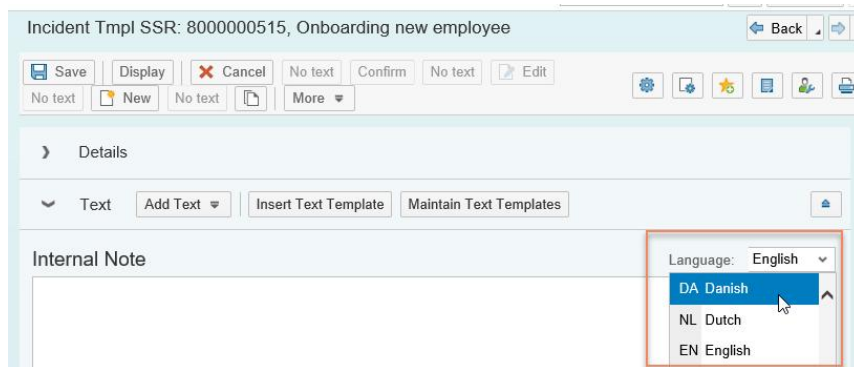 Incident Tmpl SSR: 8000000515, Onboarding new employee Back
Save Display Cancel No text Confirm No text Edit
No text New No text More
Details
Text Add Text Insert Text Template Maintain Text Templates
Internal Note Language: English
DA Danish
NL Dutch
EN English